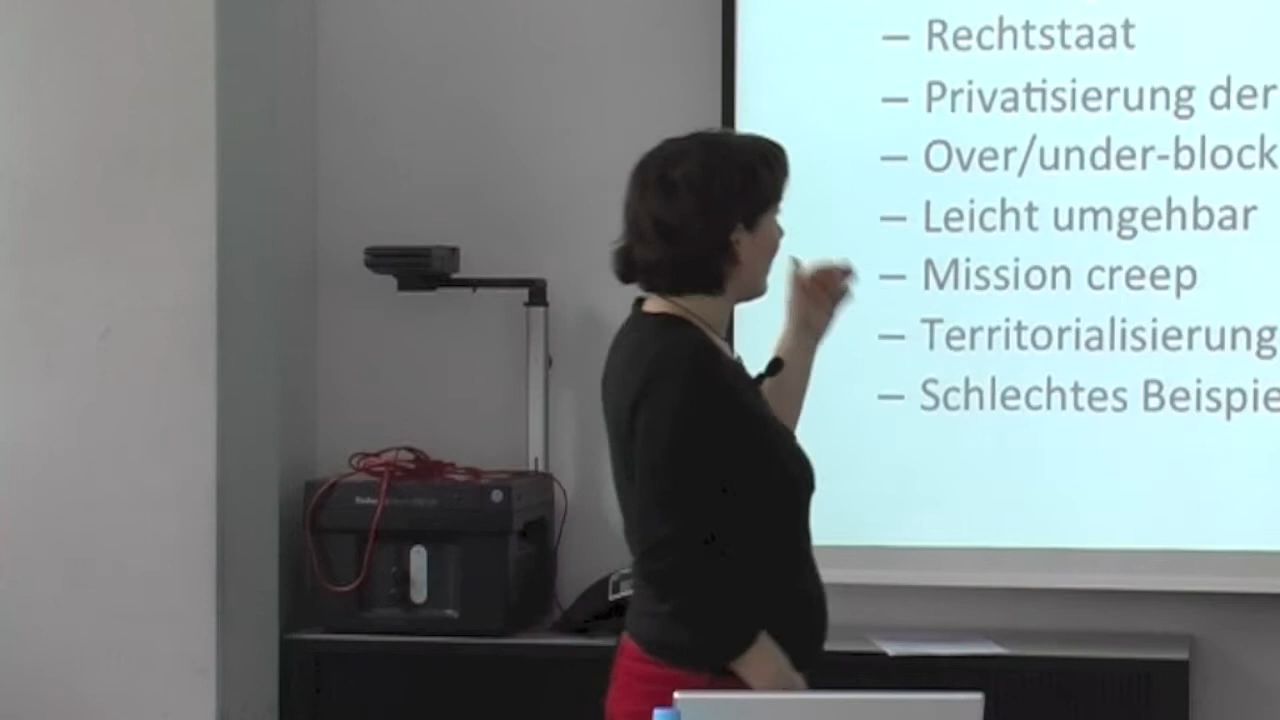 – Rechtstaat
– Privatisierung der
– Over/under-block
– Leicht umgehbar
– Mission creep
– Territorialisierung
– Schlechtes Beispie